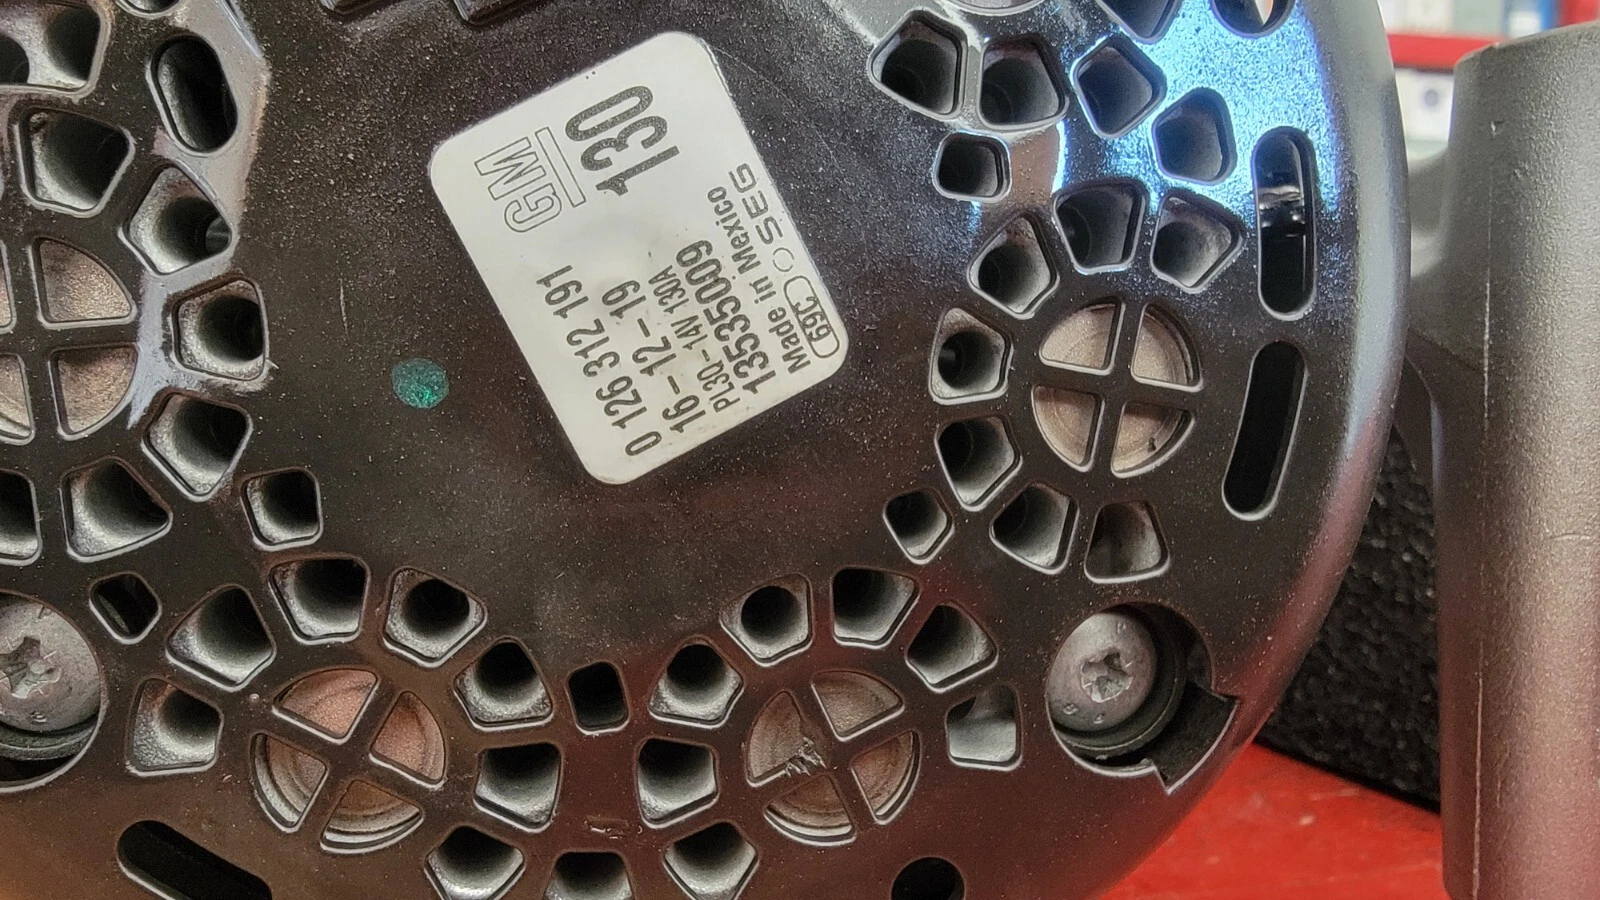 GM 130
0 126 312 191
16-12-19
PL30-14V 130A
13535009
Made in Mexico
69C SEG